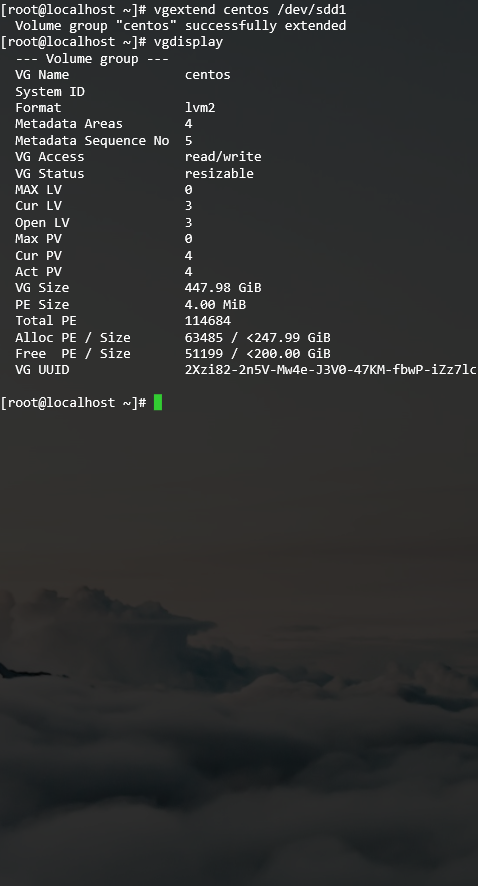 [root@localhost ~]# vgextend centos /dev/sdd1
  Volume group "centos" successfully extended
[root@localhost ~]# vgdisplay
  --- Volume group ---
  VG Name               centos
  System ID
  Format                lvm2
  Metadata Areas        4
  Metadata Sequence No  5
  VG Access             read/write
  VG Status             resizable
  MAX LV                0
  Cur LV                3
  Open LV               3
  Max PV                0
  Cur PV                4
  Act PV                4
  VG Size               447.98 GiB
  PE Size               4.00 MiB
  Total PE              114684
  Alloc PE / Size       63485 / <247.99 GiB
  Free  PE / Size       51199 / <200.00 GiB
  VG UUID               2Xzi82-2n5V-Mw4e-J3V0-47KM-fbwP-iZz7lc
[root@localhost ~]#